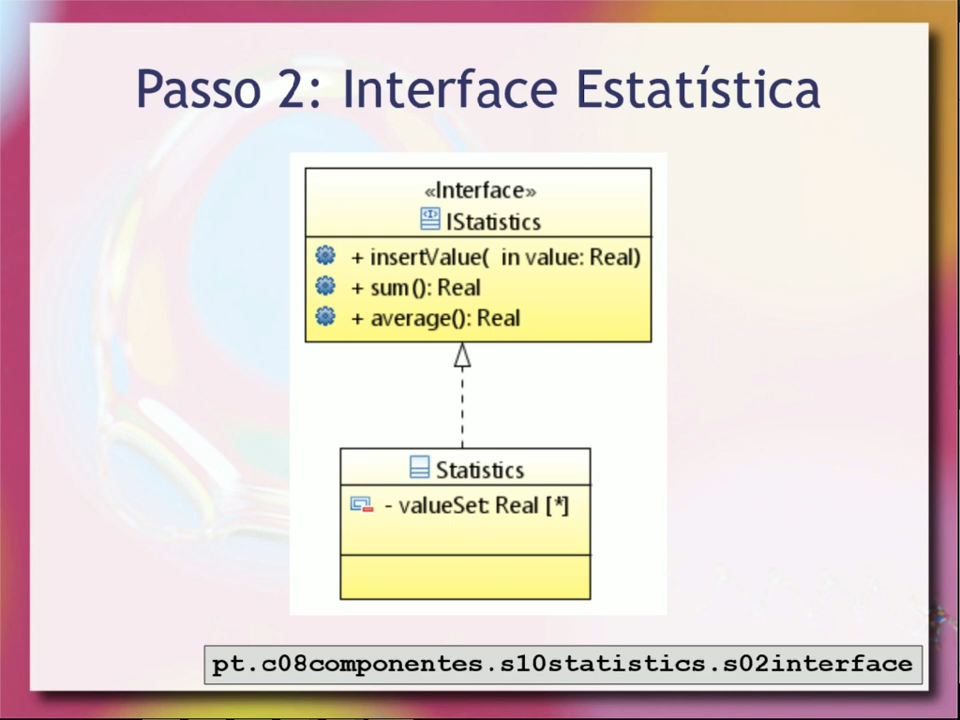 Passo 2: Interface Estatística
«Interface»
IStatistics
+ insertValue( in value: Real)
+ sum(): Real
+ average(): Real
Statistics
- valueSet: Real [*]
pt.c08componentes.s10statistics.s02interface